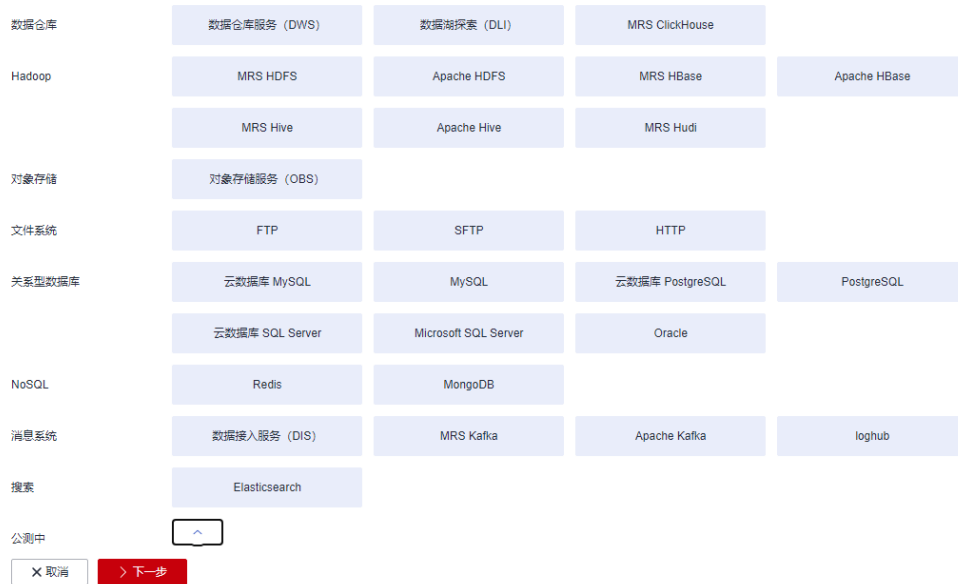 数据仓库 数据仓库服务（DWS） 数据湖探索（DLI） MRS ClickHouse
Hadoop MRS HDFS Apache HDFS MRS HBase Apache HBase
MRS Hive Apache Hive MRS Hudi
对象存储 对象存储服务（OBS）
文件系统 FTP SFTP HTTP
关系型数据库 云数据库 MySQL MySQL 云数据库 PostgreSQL PostgreSQL
云数据库 SQL Server Microsoft SQL Server Oracle
NoSQL Redis MongoDB
消息系统 数据接入服务（DIS） MRS Kafka Apache Kafka loghub
搜索 Elasticsearch
公测中
取消 下一步